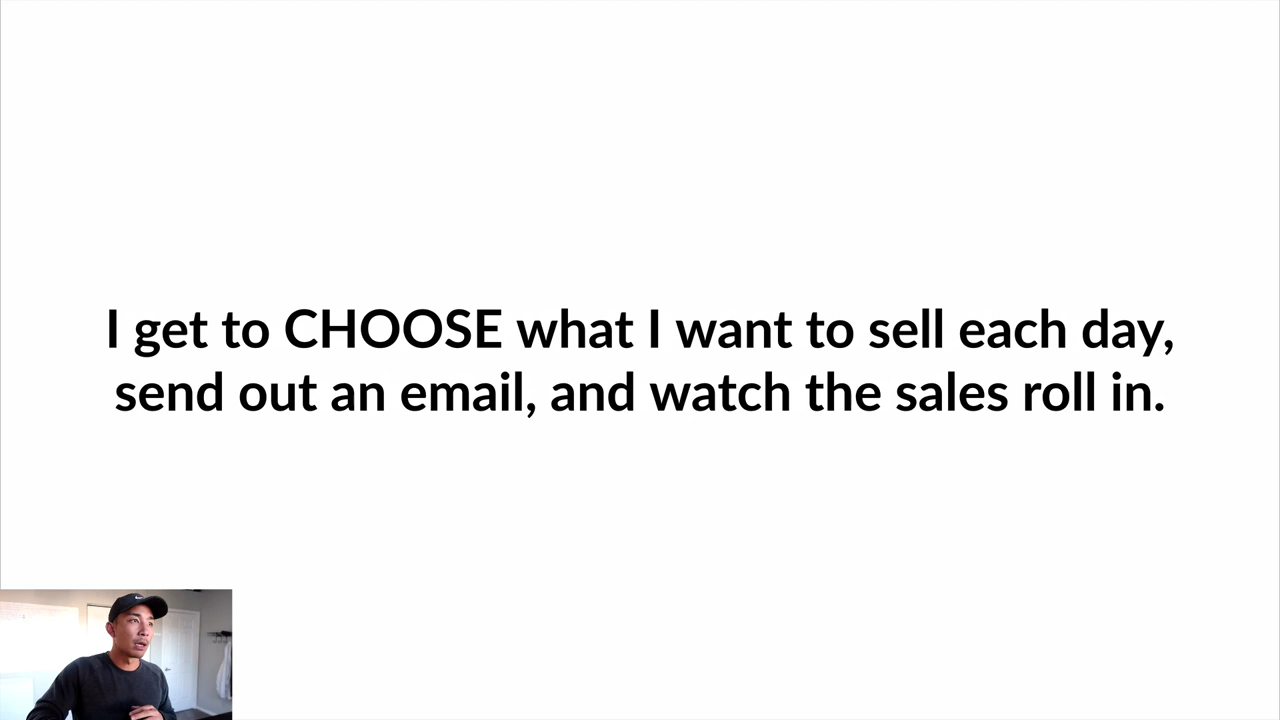 I get to CHOOSE what I want to sell each day,
send out an email, and watch the sales roll in.